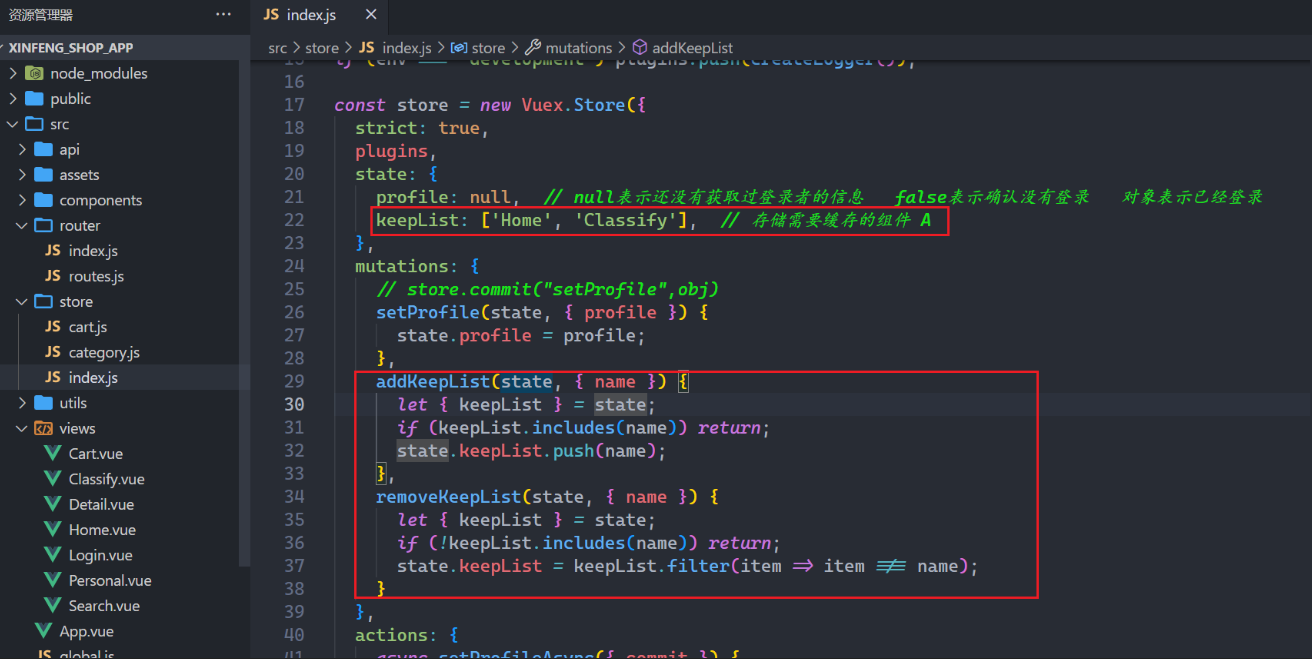 资源管理器
···
JS index.js ×
XINFENG_SHOP_APP
node_modules
public
src
api
assets
components
router
JS index.js
JS routes.js
store
JS cart.js
JS category.js
JS index.js
utils
views
Cart.vue
Classify.vue
Detail.vue
Home.vue
Login.vue
Personal.vue
Search.vue
App.vue
JS global.js
src > store > JS index.js > store > mutations > addKeepList
15 if (env === "development") plugins.push(createLogger());
16
17 const store = new Vuex.Store({
18 strict: true,
19 plugins,
20 state: {
21 profile: null, // null表示还没有获取过登录者的信息 false表示确认没有登录 对象表示已经登录
22 keepList: ['Home', 'Classify'], // 存储需要缓存的组件 A
23 },
24 mutations: {
25 // store.commit("setProfile",obj)
26 setProfile(state, { profile }) {
27 state.profile = profile;
28 },
29 addKeepList(state, { name }) {
30 let { keepList } = state;
31 if (keepList.includes(name)) return;
32 state.keepList.push(name);
33 },
34 removeKeepList(state, { name }) {
35 let { keepList } = state;
36 if (!keepList.includes(name)) return;
37 state.keepList = keepList.filter(item => item !== name);
38 }
39 },
40 actions: {
41 async setProfileAsync({ commit }) {